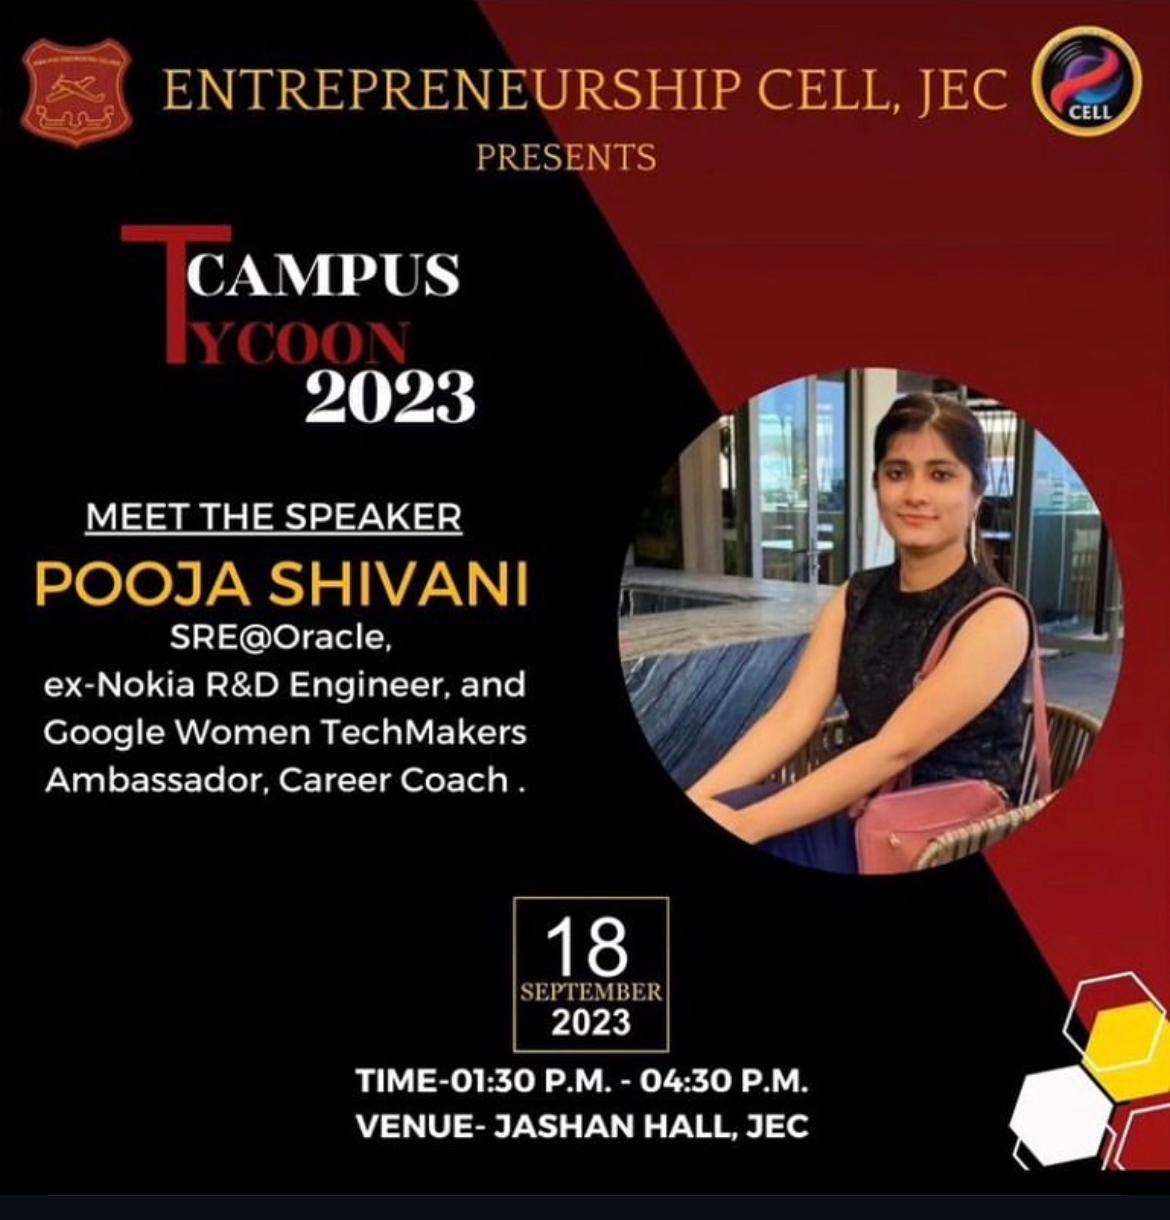 ENTREPRENEURSHIP CELL, JEC
CELL
PRESENTS
CAMPUS
TYCOON
2023
MEET THE SPEAKER
POOJA SHIVANI
SRE@Oracle,
ex-Nokia R&D Engineer, and
Google Women TechMakers
Ambassador, Career Coach .
18
SEPTEMBER
2023
TIME-01:30 P.M. - 04:30 P.M.
VENUE- JASHAN HALL, JEC